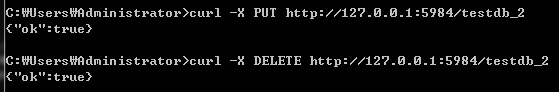 C:₩Users₩Administrator>curl -X PUT http://127.0.0.1:5984/testdb_2
{"ok":true}
C:₩Users₩Administrator>curl -X DELETE http://127.0.0.1:5984/testdb_2
{"ok":true}